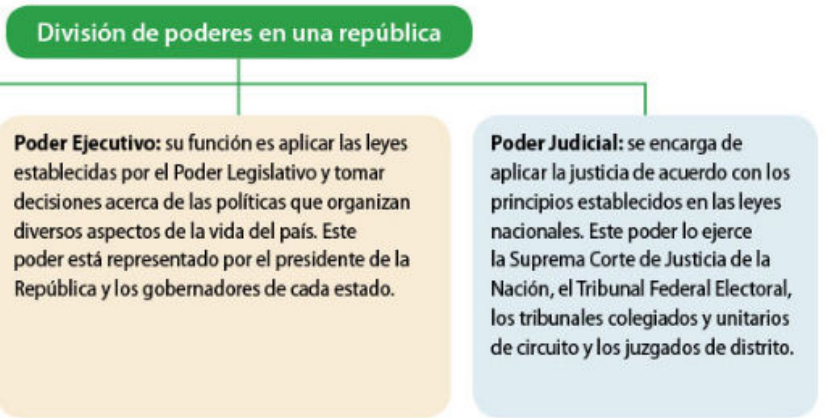 División de poderes en una república
Poder Ejecutivo: su función es aplicar las leyes
establecidas por el Poder Legislativo y tomar
decisiones acerca de las políticas que organizan
diversos aspectos de la vida del país. Este
poder está representado por el presidente de la
República y los gobernadores de cada estado.
Poder Judicial: se encarga de
aplicar la justicia de acuerdo con los
principios establecidos en las leyes
nacionales. Este poder lo ejerce
la Suprema Corte de Justicia de la
Nación, el Tribunal Federal Electoral,
los tribunales colegiados y unitarios
de circuito y los juzgados de distrito.